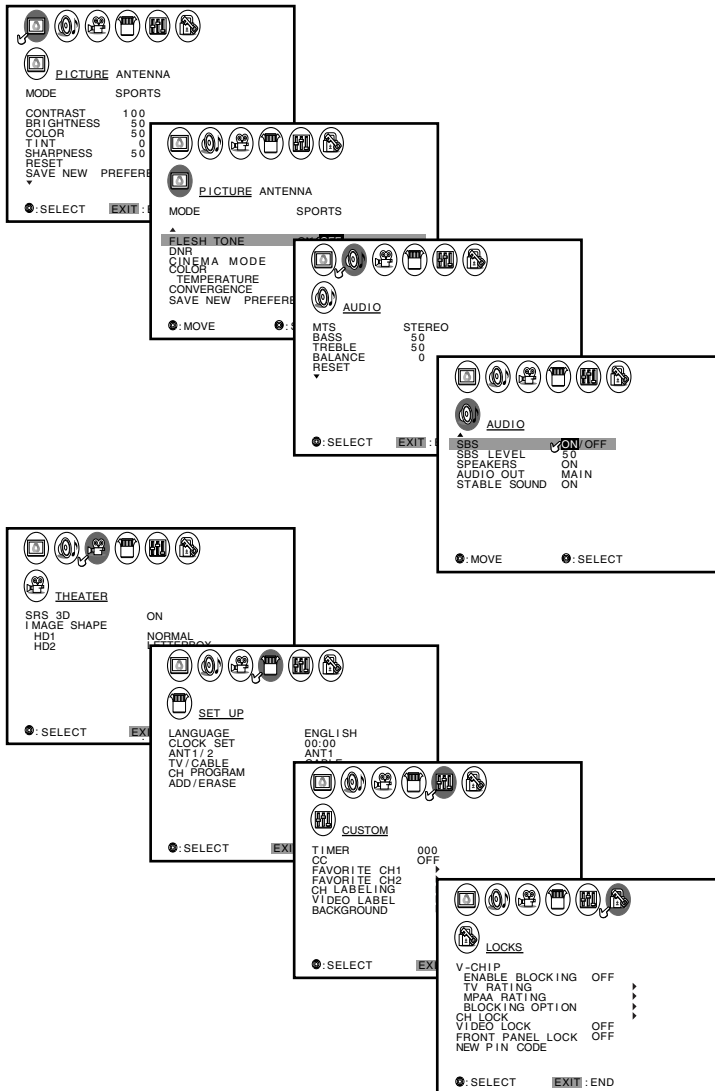 PICTURE ANTENNA
MODE SPORTS
CONTRAST 100
BRIGHTNESS 50
COLOR 50
TINT 0
SHARPNESS 50
RESET
SAVE NEW PREFERE
:SELECT EXIT :
PICTURE ANTENNA
MODE SPORTS
FLESH TONE
DNR
CINEMA MODE
COLOR
TEMPERATURE
CONVERGENCE
SAVE NEW PREFERE
:MOVE :
AUDIO
MTS STEREO
BASS 50
TREBLE 50
BALANCE 0
RESET
:SELECT EXIT :
AUDIO
SBS ON/OFF
SBS LEVEL 50
SPEAKERS ON
AUDIO OUT MAIN
STABLE SOUND ON
:MOVE :SELECT
THEATER
SRS 3D ON
IMAGE SHAPE
HD1 NORMAL
HD2 LETTERBOX
:SELECT EXI
SET UP
LANGUAGE ENGLISH
CLOCK SET 00:00
ANT1/2 ANT1
TV/CABLE CABLE
CH PROGRAM
ADD/ERASE
:SELECT EXI
CUSTOM
TIMER 000
CC OFF
FAVORITE CH1
FAVORITE CH2
CH LABELING
VIDEO LABEL
BACKGROUND
:SELECT EXI
LOCKS
V-CHIP
ENABLE BLOCKING OFF
TV RATING
MPAA RATING
BLOCKING OPTION
CH LOCK
VIDEO LOCK OFF
FRONT PANEL LOCK OFF
NEW PIN CODE
:SELECT EXIT :END